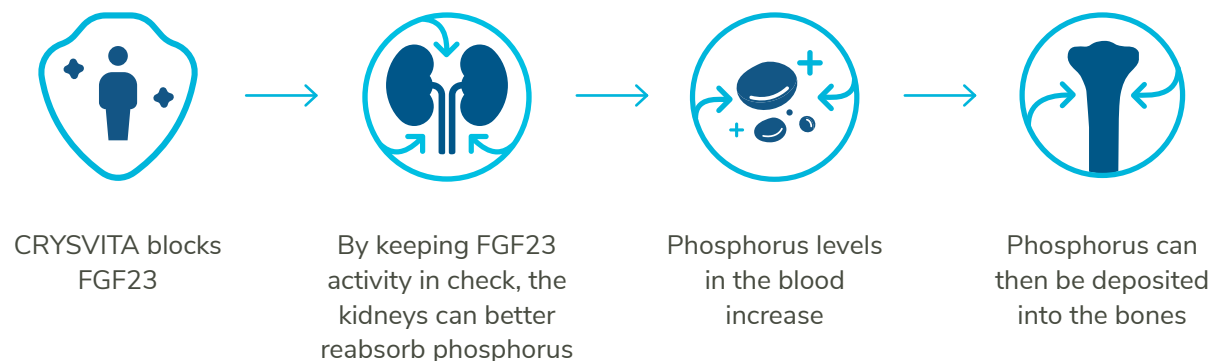 CRYSVITA blocks
FGF23
By keeping FGF23
activity in check, the
kidneys can better
reabsorb phosphorus
Phosphorus levels
in the blood
increase
Phosphorus can
then be deposited
into the bones